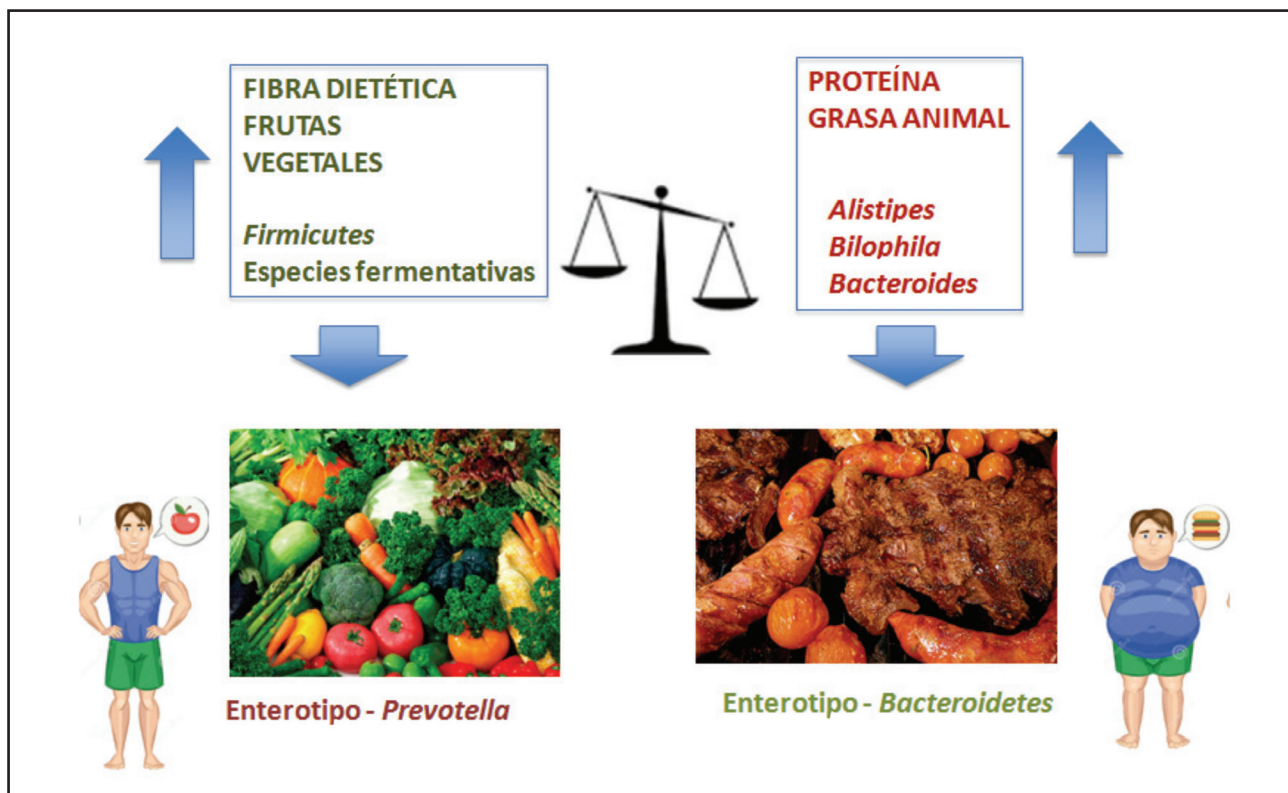 FIBRA DIETÉTICA
FRUTAS
VEGETALES
Firmicutes
Especies fermentativas
PROTEÍNA
GRASA ANIMAL
Alistipes
Bilophila
Bacteroides
Enterotipo - Prevotella
Enterotipo - Bacteroidetes